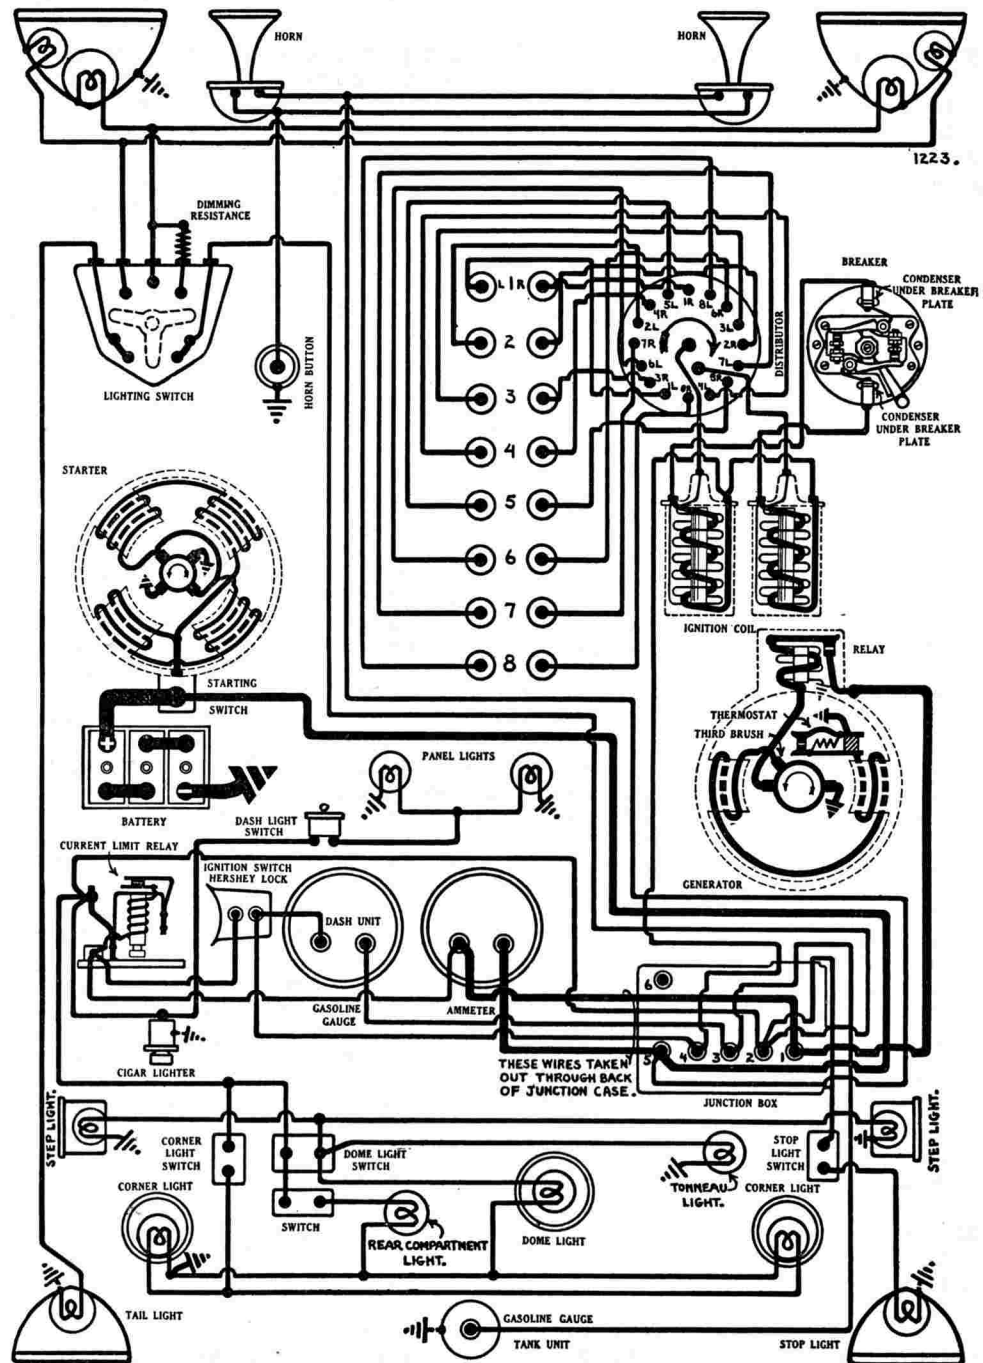 HORN
HORN
1223.
DIMMING
RESISTANCE
LIGHTING SWITCH
HORN BUTTON
L 1 R
2
3
4
5
6
7
8
5L
1R
8L
6R
4R
3L
2L
2R
7R
7L
6L
5R
3R
4L
1L
8R
DISTRIBUTOR
BREAKER
CONDENSER
UNDER BREAKER
PLATE
CONDENSER
UNDER BREAKER
PLATE
STARTER
STARTING
SWITCH
IGNITION COIL
RELAY
THERMOSTAT
THIRD BRUSH
GENERATOR
BATTERY
PANEL LIGHTS
DASH LIGHT
SWITCH
CURRENT LIMIT RELAY
IGNITION SWITCH
HERSHEY LOCK
DASH UNIT
GASOLINE
GAUGE
AMMETER
CIGAR LIGHTER
6
5
4
3
2
1
THESE WIRES TAKEN
OUT THROUGH BACK
OF JUNCTION CASE.
JUNCTION BOX
STEP LIGHT.
STEP LIGHT.
CORNER
LIGHT
SWITCH
DOME LIGHT
SWITCH
STOP
LIGHT
SWITCH
CORNER LIGHT
SWITCH
REAR COMPARTMENT
LIGHT.
DOME LIGHT
TONNEAU
LIGHT.
CORNER LIGHT
TAIL LIGHT
GASOLINE GAUGE
TANK UNIT
STOP LIGHT